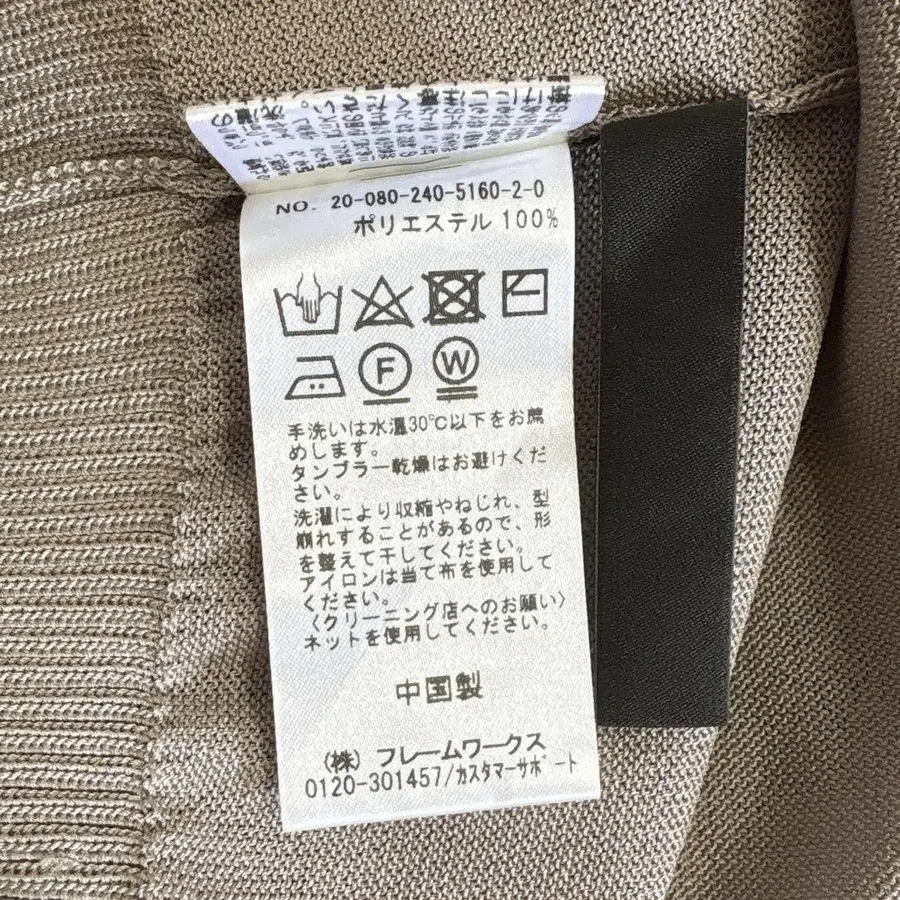 NO. 20-080-240-5160-2-0
ポリエステル 100%
F
W
手洗いは水温30℃以下をお薦
めします。
タンブラー乾燥はお避けくだ
さい。
洗濯により収縮やねじれ、型
崩れすることがあるので、形
を整えて干してください。
アイロンは当て布を使用して
ください。
〈クリーニング店へのお願い〉
ネットを使用してください。
中国製
(株) フレームワークス
0120-301457/カスタマーサポート